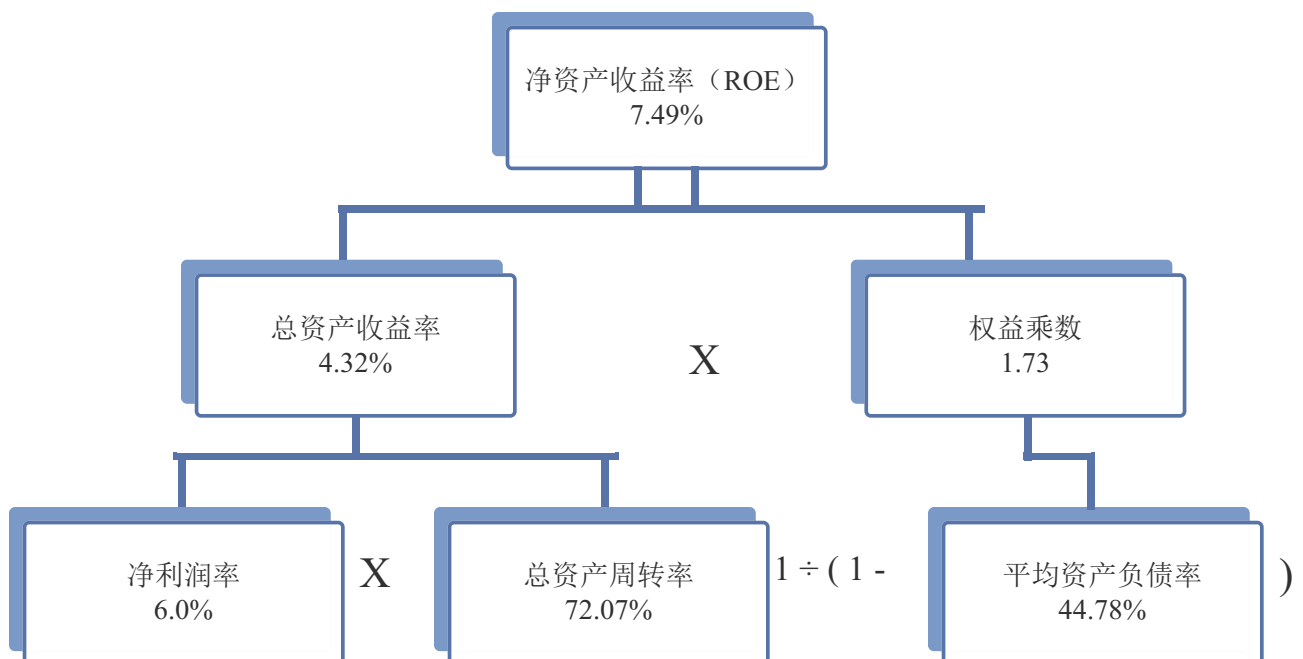 净资产收益率（ROE）
7.49%
总资产收益率
4.32%
X
权益乘数
1.73
净利润率
6.0%
X
总资产周转率
72.07%
1 ÷ ( 1 -
平均资产负债率
44.78%
)